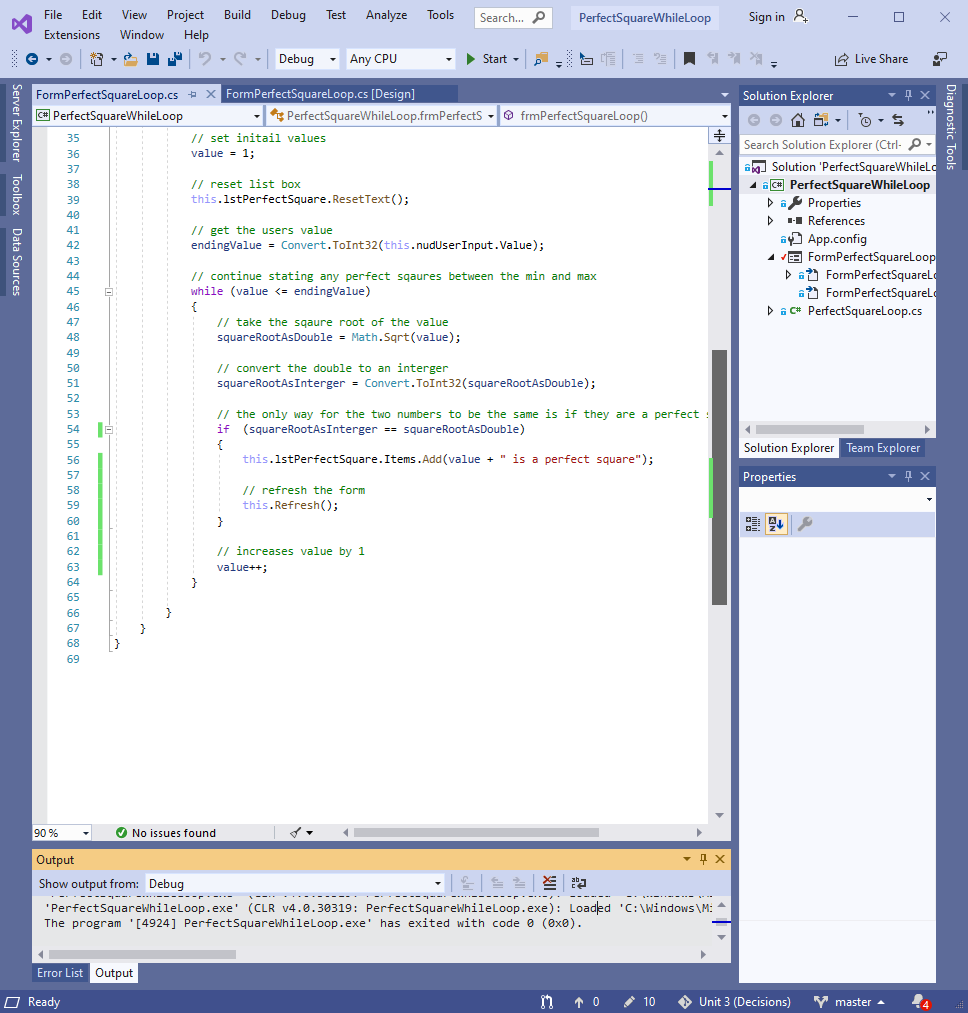 File Edit View Project Build Debug Test Analyze Tools Search... PerfectSquareWhileLoop Sign in
Extensions Window Help
Debug Any CPU Start Live Share
Server Explorer
Toolbox
Data Sources
FormPerfectSquareLoop.cs FormPerfectSquareLoop.cs [Design]
C# PerfectSquareWhileLoop PerfectSquareWhileLoop.frmPerfectS frmPerfectSquareLoop()
35 // set initail values
36 value = 1;
37
38 // reset list box
39 this.lstPerfectSquare.ResetText();
40
41 // get the users value
42 endingValue = Convert.ToInt32(this.nudUserInput.Value);
43
44 // continue stating any perfect sqaures between the min and max
45 while (value <= endingValue)
46 {
47 // take the sqaure root of the value
48 squareRootAsDouble = Math.Sqrt(value);
49
50 // convert the double to an interger
51 squareRootAsInterger = Convert.ToInt32(squareRootAsDouble);
52
53 // the only way for the two numbers to be the same is if they are a perfect s
54 if (squareRootAsInterger == squareRootAsDouble)
55 {
56 this.lstPerfectSquare.Items.Add(value + " is a perfect square");
57
58 // refresh the form
59 this.Refresh();
60 }
61
62 // increases value by 1
63 value++;
64 }
65
66 }
67 }
68 }
69
90 % No issues found
Output
Show output from: Debug
'PerfectSquareWhileLoop.exe' (CLR v4.0.30319: PerfectSquareWhileLoop.exe): Loaded 'C:\Windows\Mi
The program '[4924] PerfectSquareWhileLoop.exe' has exited with code 0 (0x0).
Error List Output
Solution Explorer
Search Solution Explorer (Ctrl-
Solution 'PerfectSquareWhileLo
C# PerfectSquareWhileLoop
Properties
References
App.config
FormPerfectSquareLoop
FormPerfectSquareLo
FormPerfectSquareLo
C# PerfectSquareLoop.cs
Solution Explorer Team Explorer
Properties
Diagnostic Tools
Ready 0 10 Unit 3 (Decisions) master 4